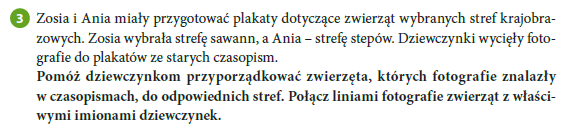 3 Zosia i Ania miały przygotować plakaty dotyczące zwierząt wybranych stref krajobra-
zowych. Zosia wybrała strefę sawann, a Ania – strefę stepów. Dziewczynki wycięły foto-
grafie do plakatów ze starych czasopism.
Pomóż dziewczynkom przyporządkować zwierzęta, których fotografie znalazły
w czasopismach, do odpowiednich stref. Połącz liniami fotografie zwierząt z właści-
wymi imionami dziewczynek.